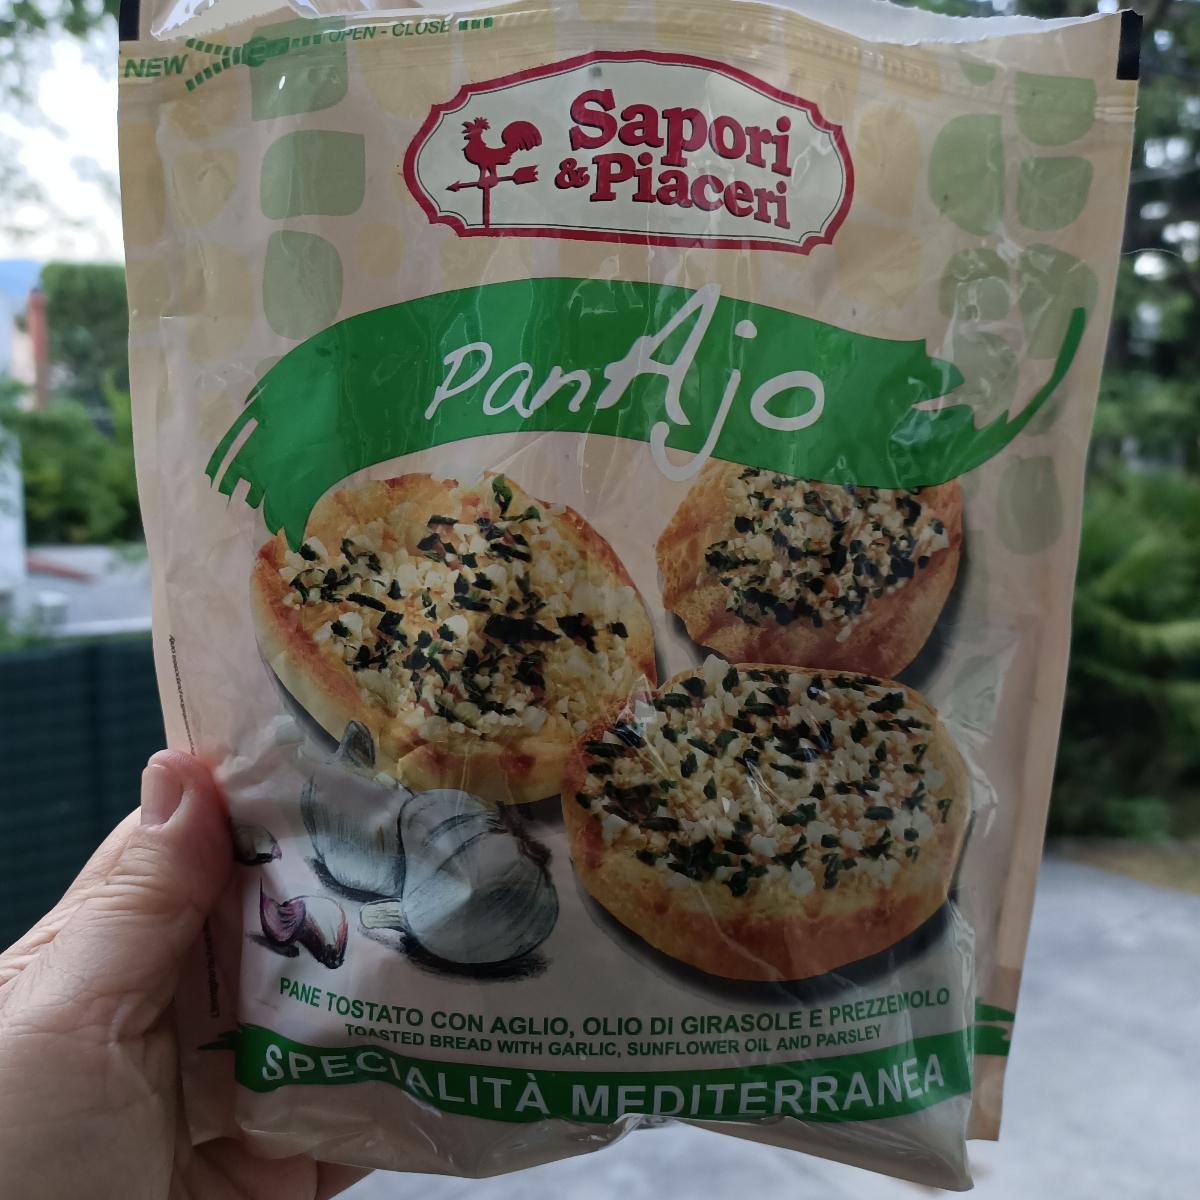 NEW
OPEN - CLOSE
Sapori
& Piaceri
PanAjo
PANE TOSTATO CON AGLIO, OLIO DI GIRASOLE E PREZZEMOLO
TOASTED BREAD WITH GARLIC, SUNFLOWER OIL AND PARSLEY
SPECIALITÀ MEDITERRANEA